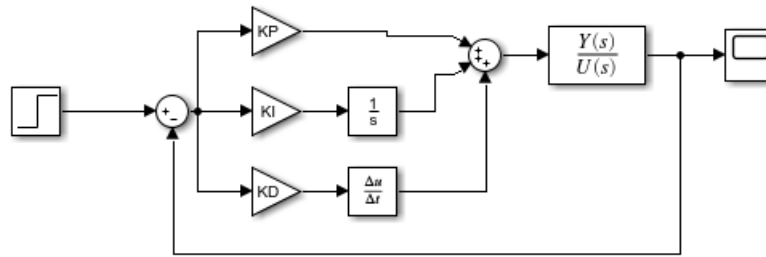 KP
+
+
+
Y(s)
U(s)
+
−
KI
1
s
KD
Δu
Δt